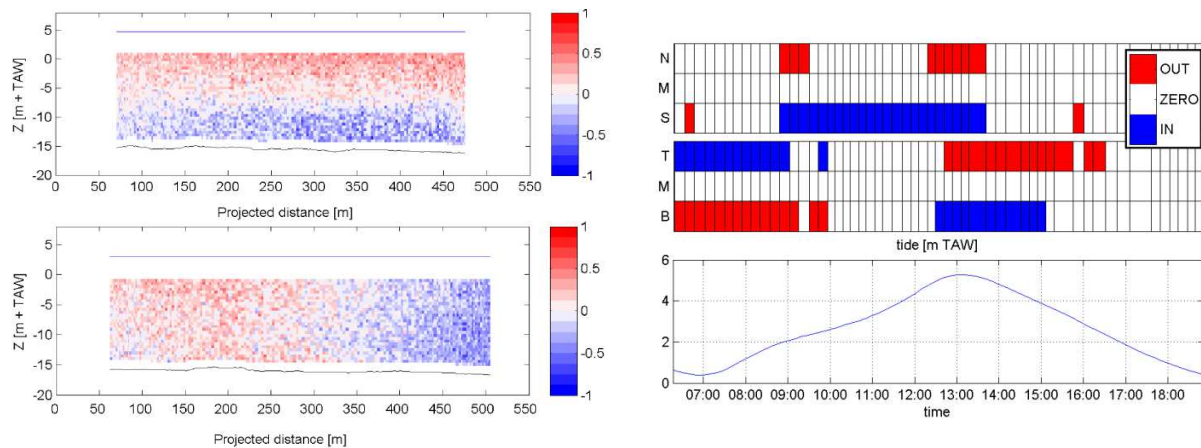 5
0
-5
-10
-15
-20
Z [m + TAW]
0 50 100 150 200 250 300 350 400 450 500 550
Projected distance [m]
1
0.5
0
-0.5
-1
5
0
-5
-10
-15
-20
Z [m + TAW]
0 50 100 150 200 250 300 350 400 450 500 550
Projected distance [m]
1
0.5
0
-0.5
-1
N
M
S
OUT
ZERO
IN
T
M
B
tide [m TAW]
6
4
2
0
07:00 08:00 09:00 10:00 11:00 12:00 13:00 14:00 15:00 16:00 17:00 18:00
time